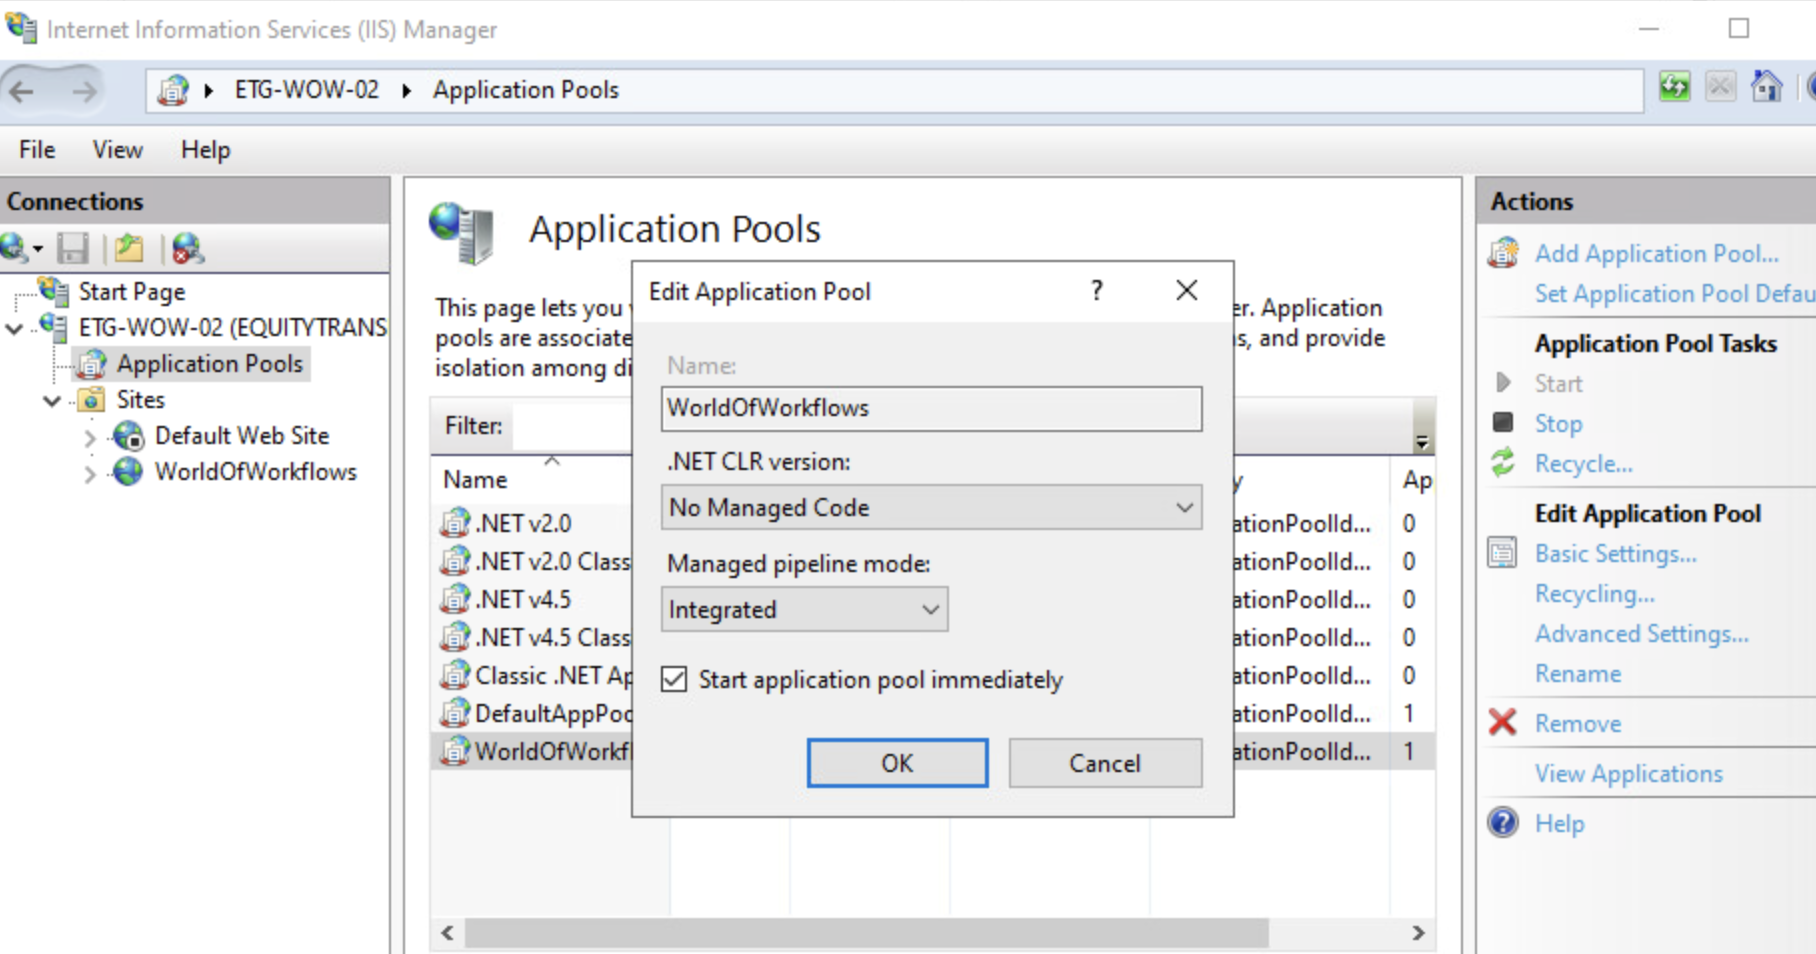 Internet Information Services (IIS) Manager
ETG-WOW-02 Application Pools
File View Help
Connections
Start Page
ETG-WOW-02 (EQUITYTRANS
Application Pools
Sites
Default Web Site
WorldOfWorkflows
Application Pools
This page lets you
er. Application
pools are associate
s, and provide
isolation among di
Filter:
Name
Ap
.NET v2.0
ationPoolId... 0
.NET v2.0 Class
ationPoolId... 0
.NET v4.5
ationPoolId... 0
.NET v4.5 Class
ationPoolId... 0
Classic .NET Ap
ationPoolId... 0
DefaultAppPoo
ationPoolId... 1
WorldOfWorkfl
ationPoolId... 1
Edit Application Pool ?
Name:
WorldOfWorkflows
.NET CLR version:
No Managed Code
Managed pipeline mode:
Integrated
Start application pool immediately
OK Cancel
Actions
Add Application Pool...
Set Application Pool Defau
Application Pool Tasks
Start
Stop
Recycle...
Edit Application Pool
Basic Settings...
Recycling...
Advanced Settings...
Rename
Remove
View Applications
Help